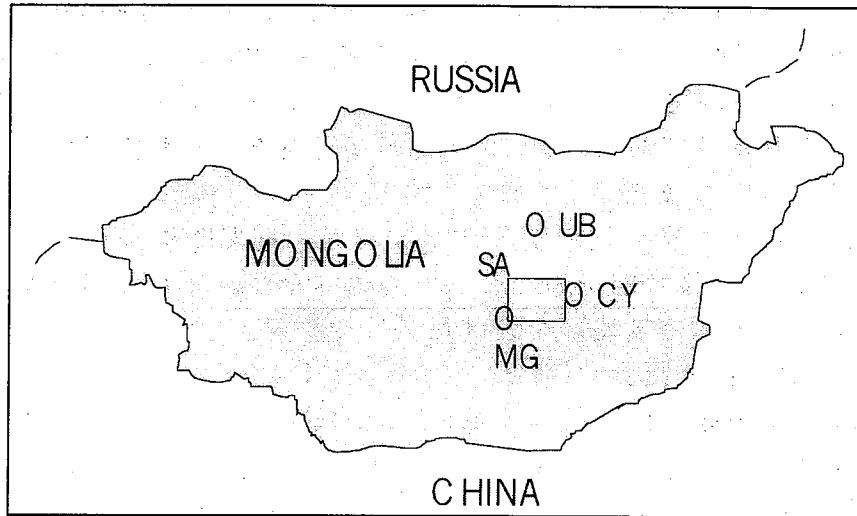 RUSSIA
O UB
MONGOLIA
SA
O CY
O
MG
CHINA